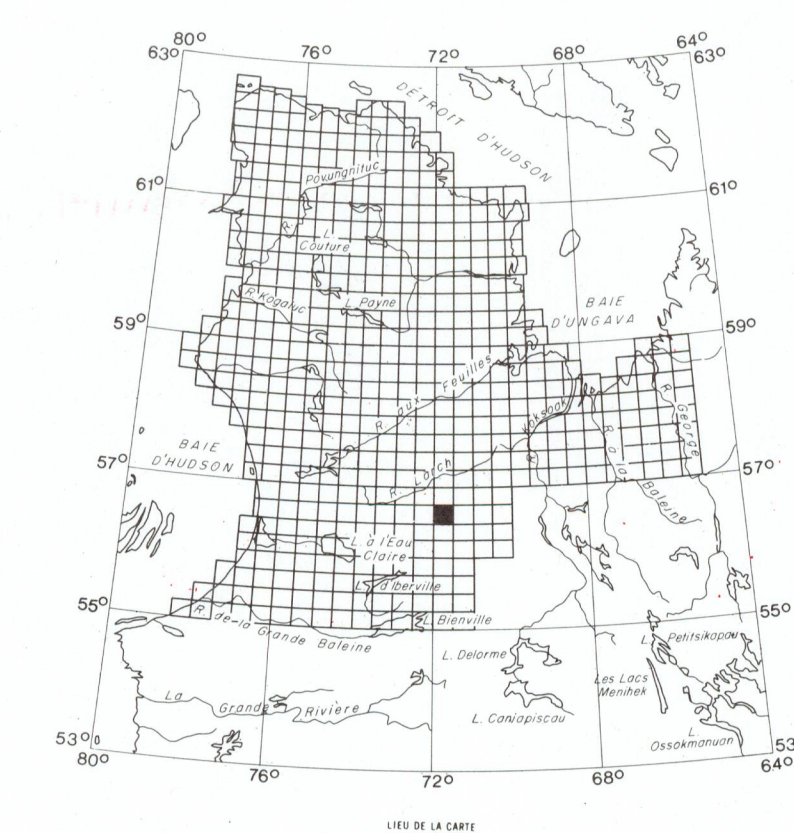 80° 76° 72° 68° 64°
63° 63°
DÉTROIT D'HUDSON
61° 61°
R. Povungnituc
L.
Couture
R. Kogaluc
L. Payne
BAIE
D'UNGAVA
59° 59°
R. aux Feuilles
R. Koksoak
R. George
R. à la Baleine
BAIE
D'HUDSON
57° 57°
R. Larch
L. à l'Eau
Claire
L. d'Iberville
55° 55°
R. de la Grande Baleine
L. Bienville
L. Delorme
L. Petitsikapau
Les Lacs
Menihek
La Grande Rivière
L. Caniapiscau
L.
Ossokmanuan
53° 53
80° 76° 72° 68° 64°
LIEU DE LA CARTE